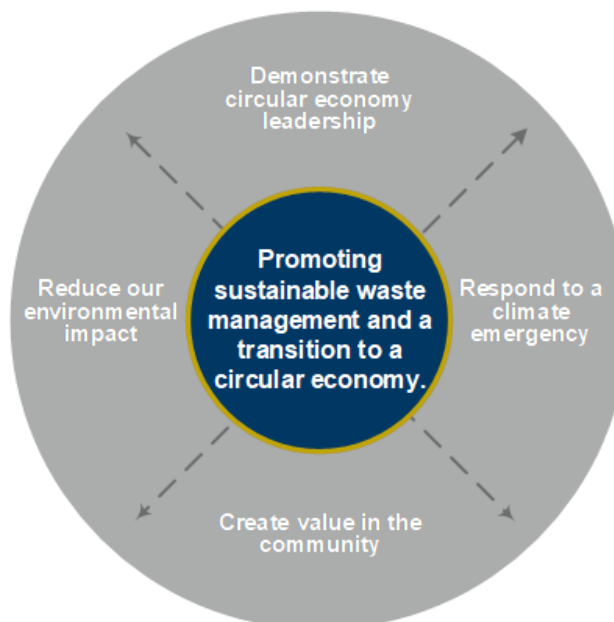 Demonstrate
circular economy
leadership
Reduce our
environmental
impact
Promoting
sustainable waste
management and a
transition to a
circular economy.
Respond to a
climate
emergency
Create value in the
community